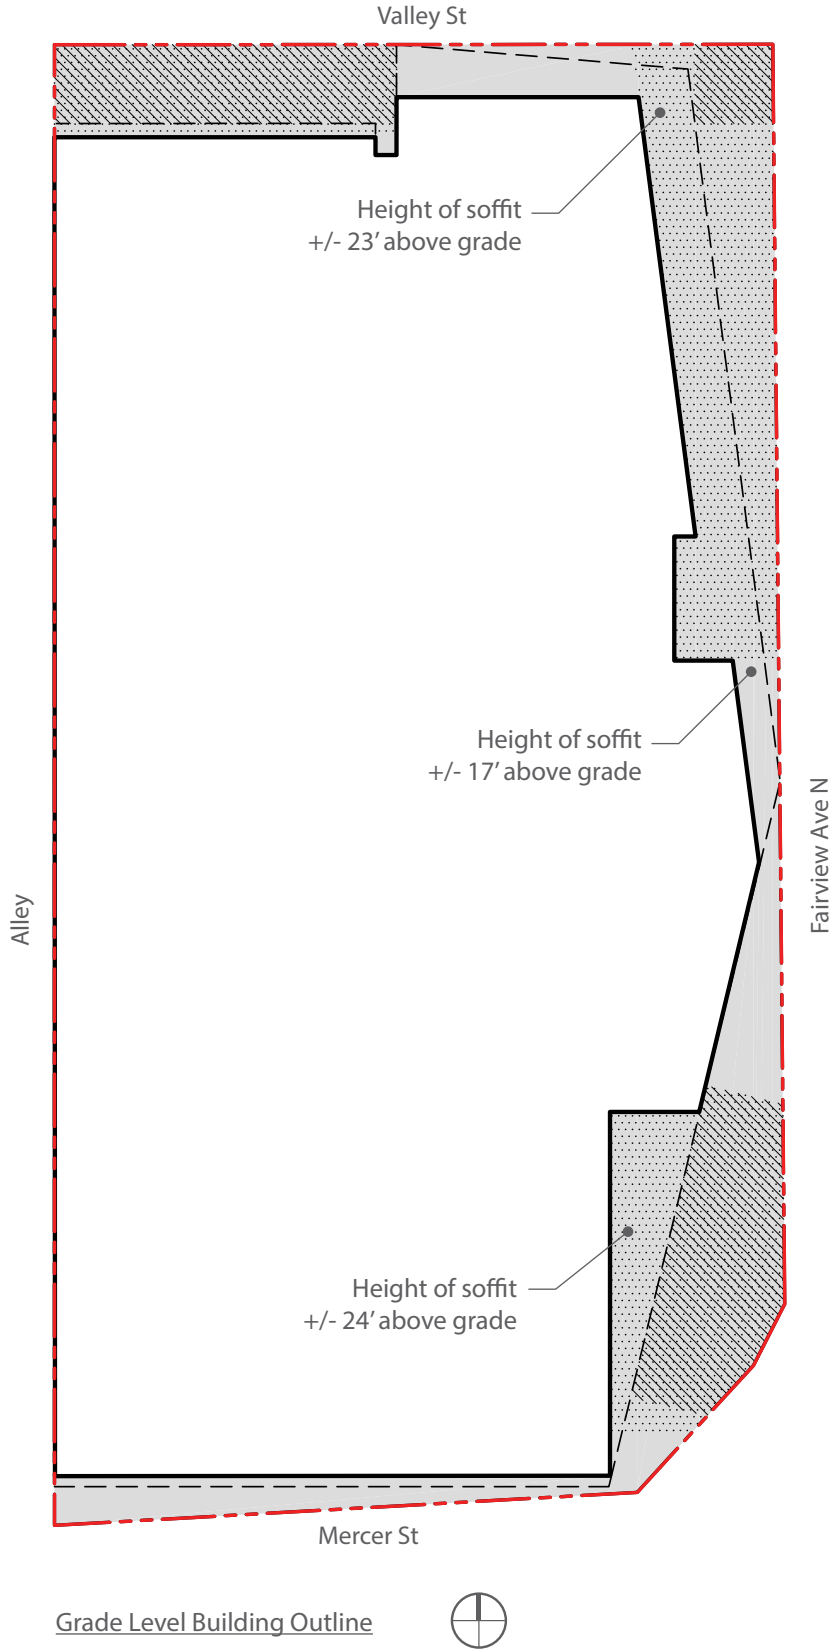 Valley St
Height of soffit
+/- 23' above grade
Height of soffit
+/- 17' above grade
Fairview Ave N
Alley
Height of soffit
+/- 24' above grade
Mercer St
Grade Level Building Outline